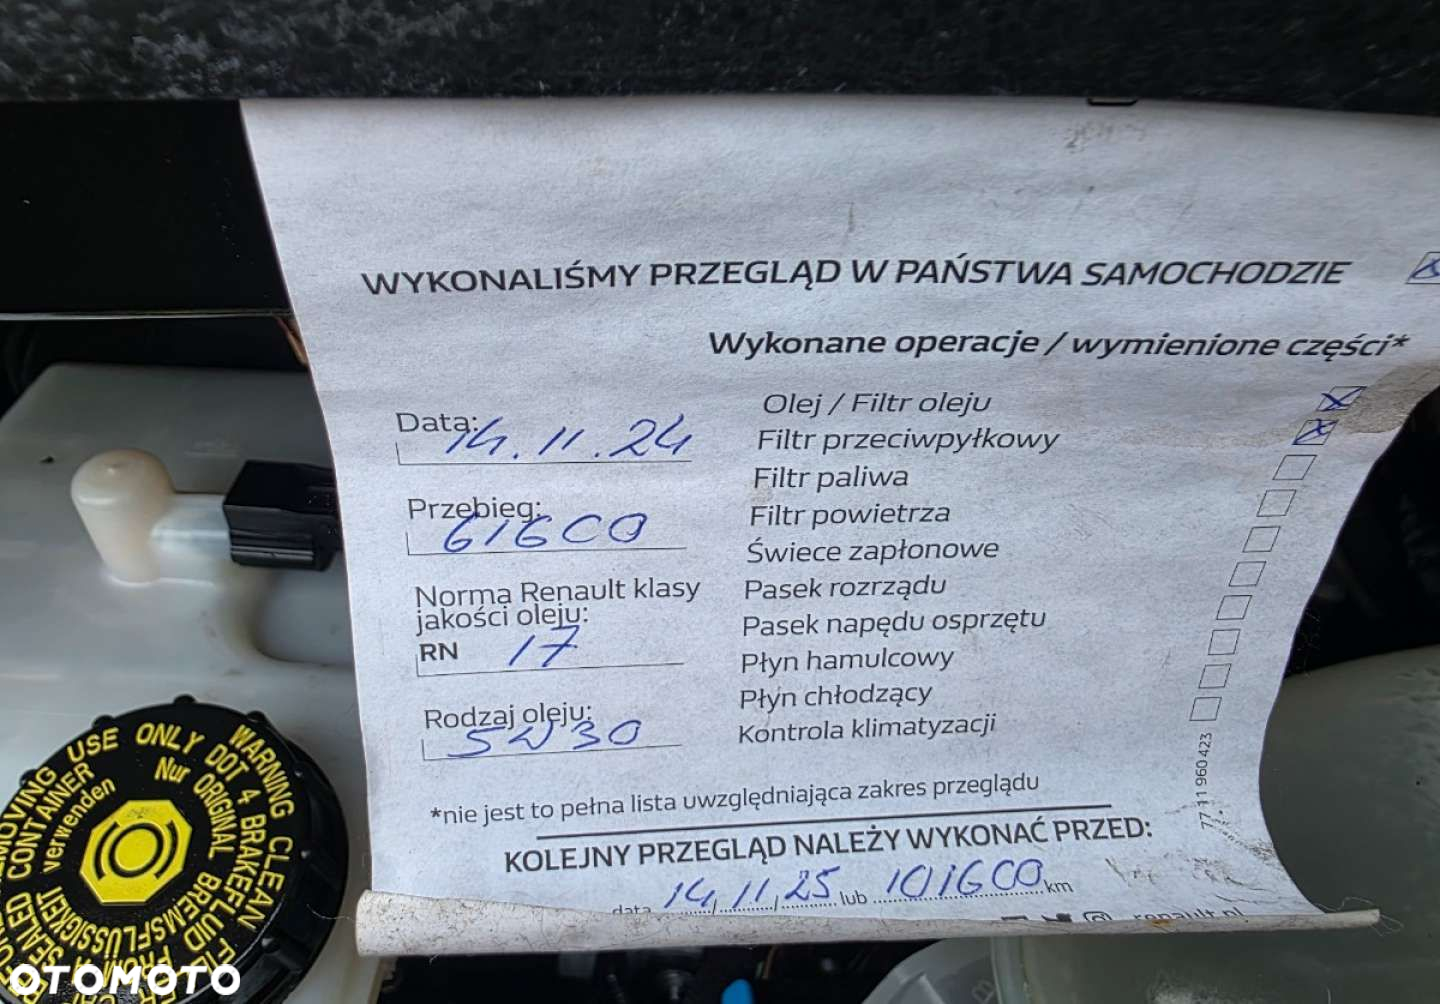 WYKONALIŚMY PRZEGLĄD W PAŃSTWA SAMOCHODZIE
Wykonane operacje / wymienione części*
Data: 14.11.24
Przebieg: 61600
Norma Renault klasy
jakości oleju:
RN 17
Rodzaj oleju: 5W30
Olej / Filtr oleju
Filtr przeciwpyłkowy
Filtr paliwa
Filtr powietrza
Świece zapłonowe
Pasek rozrządu
Pasek napędu osprzętu
Płyn hamulcowy
Płyn chłodzący
Kontrola klimatyzacji
77 11 960 423
*nie jest to pełna lista uwzględniająca zakres przeglądu
KOLEJNY PRZEGLĄD NALEŻY WYKONAĆ PRZED:
data 14/11/25 lub 101600 km
renault.pl
WARNING CLEAN
USE ONLY DOT 4 BRAKEFLUID
Nur ORIGINAL BREMSFLÜSSIGKEIT
verwenden
SEALED CONTAINER
OTOMOTO